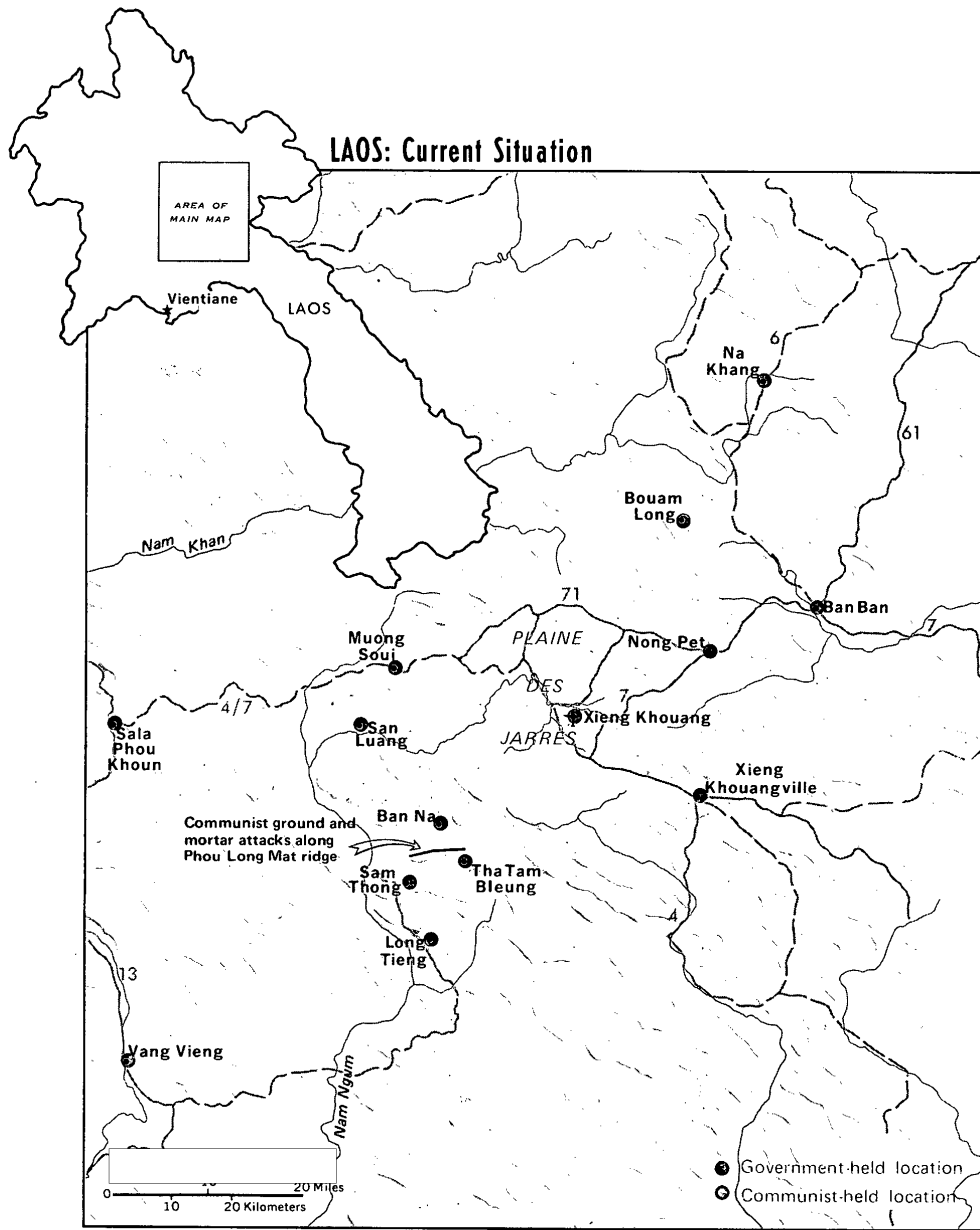 LAOS: Current Situation
AREA OF
MAIN MAP
Vientiane
LAOS
6
Na
Khang
61
Bouam
Long
Nam Khan
71
Ban Ban
7
PLAINE
Nong Pet
Muong
Soui
DES
7
4/7
Sala
Phou
Khoun
San
Luang
Xieng Khouang
JARRES
Xieng
Khouangville
Ban Na
Communist ground and
mortar attacks along
Phou Long Mat ridge
Sam
Thong
Tha Tam
Bleung
4
Long
Tieng
13
Vang Vieng
Nam Ngum
Government-held location
Communist-held location
0 20 Miles
10 20 Kilometers